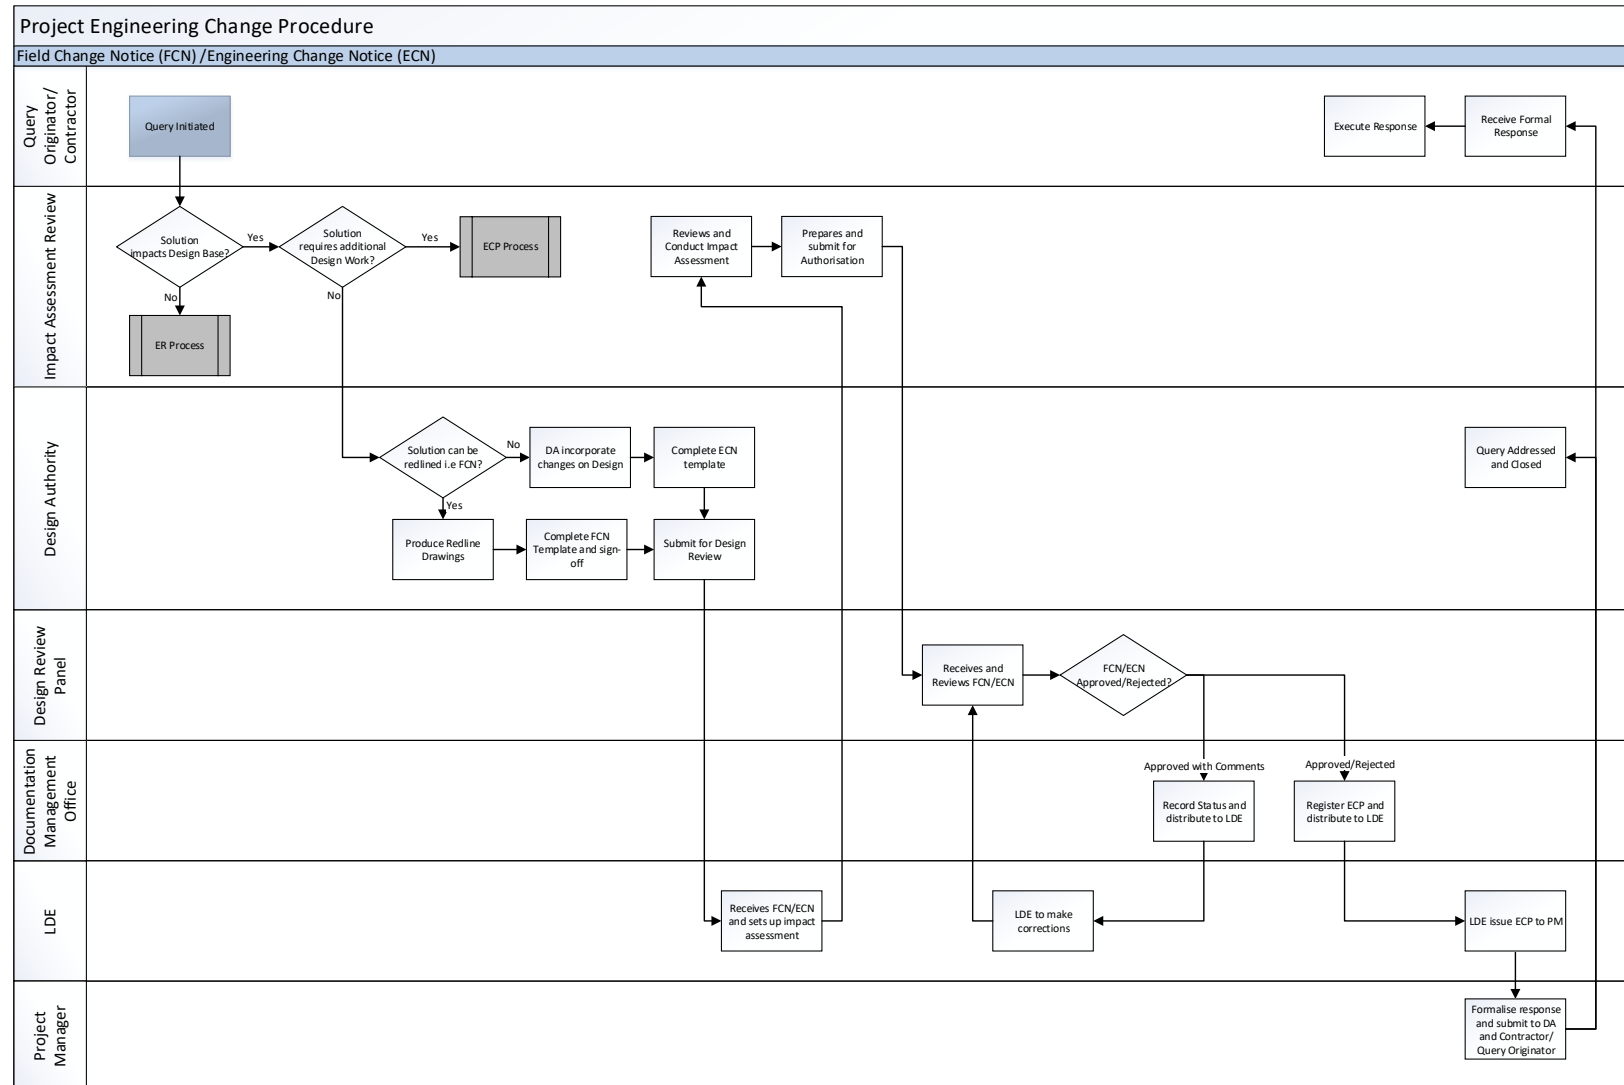 Project Engineering Change Procedure
Field Change Notice (FCN) /Engineering Change Notice (ECN)
Query
Originator/
Contractor
Query Initiated
Execute Response
Receive Formal
Response
Impact Assessment Review
Solution
impacts Design Base?
Yes
No
Solution
requires additional
Design Work?
Yes
No
ECP Process
ER Process
Reviews and
Conduct Impact
Assessment
Prepares and
submit for
Authorisation
Design Authority
Solution can be
redlined i.e FCN?
No
Yes
DA incorporate
changes on Design
Complete ECN
template
Query Addressed
and Closed
Produce Redline
Drawings
Complete FCN
Template and sign-
off
Submit for Design
Review
Design Review
Panel
Receives and
Reviews FCN/ECN
FCN/ECN
Approved/Rejected?
Documentation
Management
Office
Approved with Comments
Approved/Rejected
Record Status and
distribute to LDE
Register ECP and
distribute to LDE
LDE
Receives FCN/ECN
and sets up impact
assessment
LDE to make
corrections
LDE issue ECP to PM
Project
Manager
Formalise response
and submit to DA
and Contractor/
Query Originator